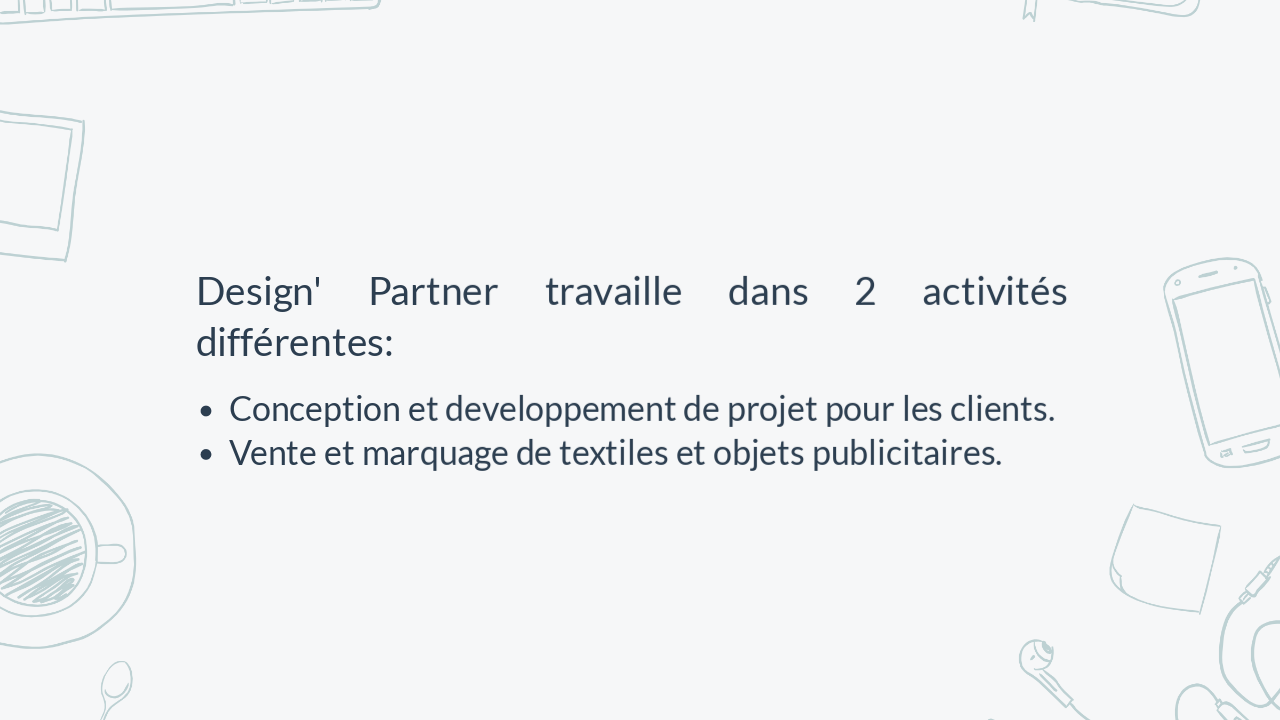 Design' Partner travaille dans 2 activités
différentes:
• Conception et developpement de projet pour les clients.
• Vente et marquage de textiles et objets publicitaires.